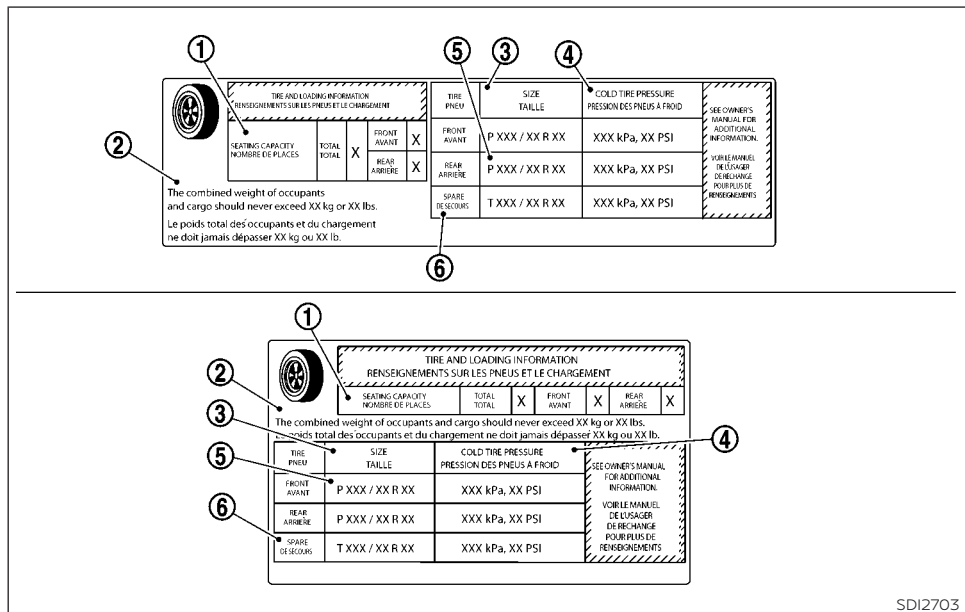 ① ⑤ ③ ④
TIRE AND LOADING INFORMATION
RENSEIGNEMENTS SUR LES PNEUS ET LE CHARGEMENT
SEATING CAPACITY
NOMBRE DE PLACES
TOTAL
TOTAL
X
FRONT
AVANT
X
REAR
ARRIERE
X
②
The combined weight of occupants
and cargo should never exceed XX kg or XX lbs.
Le poids total des occupants et du chargement
ne doit jamais dépasser XX kg ou XX lb.
TIRE
PNEU
SIZE
TAILLE
COLD TIRE PRESSURE
PRESSION DES PNEUS À FROID
FRONT
AVANT
P XXX / XX R XX
XXX kPa, XX PSI
REAR
ARRIERE
P XXX / XX R XX
XXX kPa, XX PSI
SPARE
DE SECOURS
T XXX / XX R XX
XXX kPa, XX PSI
SEE OWNER'S
MANUAL FOR
ADDITIONAL
INFORMATION.
VOIR LE MANUEL
DE L'USAGER
DE RECHANGE
POUR PLUS DE
RENSEIGNEMENTS
⑥
①
TIRE AND LOADING INFORMATION
RENSEIGNEMENTS SUR LES PNEUS ET LE CHARGEMENT
②
SEATING CAPACITY
NOMBRE DE PLACES
TOTAL
TOTAL
X
FRONT
AVANT
X
REAR
ARRIERE
X
The combined weight of occupants and cargo should never exceed XX kg or XX lbs.
Le poids total des occupants et du chargement ne doit jamais dépasser XX kg ou XX lb.
③
④
TIRE
PNEU
SIZE
TAILLE
COLD TIRE PRESSURE
PRESSION DES PNEUS À FROID
⑤
FRONT
AVANT
P XXX / XX R XX
XXX kPa, XX PSI
⑥
REAR
ARRIERE
P XXX / XX R XX
XXX kPa, XX PSI
SPARE
DE SECOURS
T XXX / XX R XX
XXX kPa, XX PSI
SEE OWNER'S MANUAL
FOR ADDITIONAL
INFORMATION.
VOIR LE MANUEL
DE L'USAGER
DE RECHANGE
POUR PLUS DE
RENSEIGNEMENTS
SDI2703